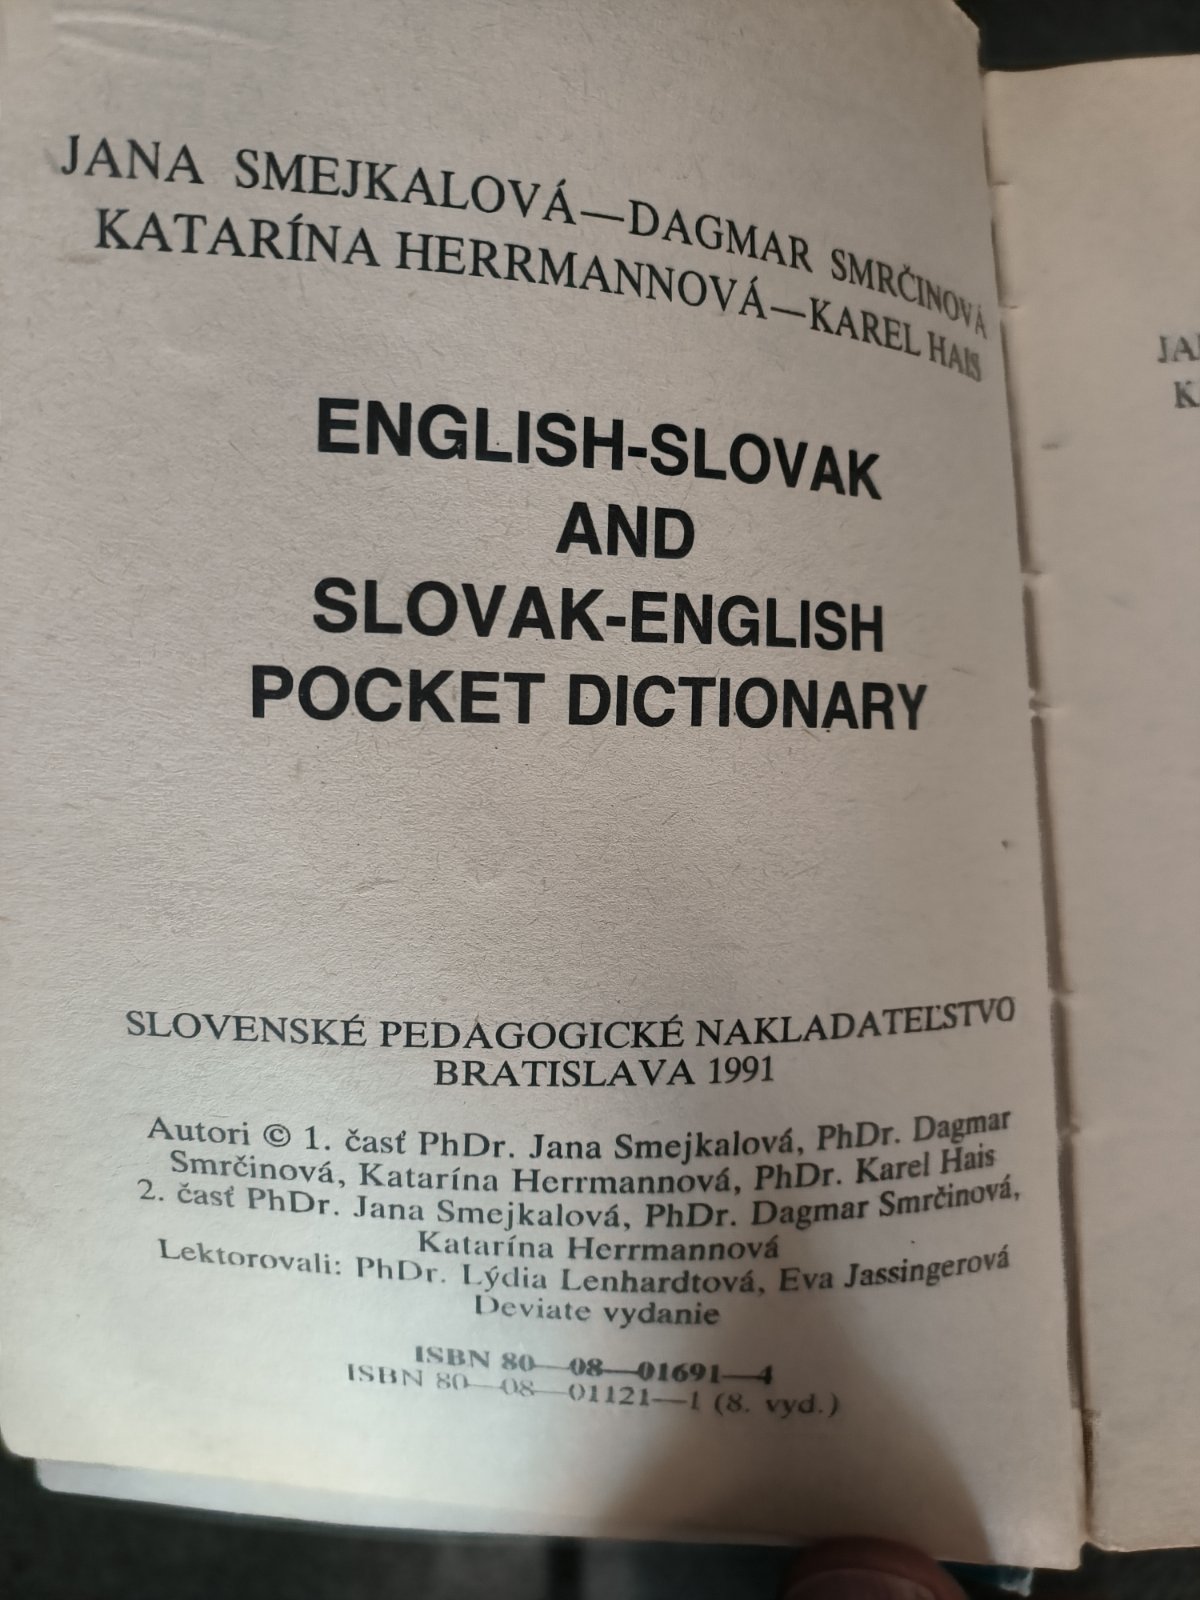 JANA SMEJKALOVÁ—DAGMAR SMRČINOVÁ
KATARÍNA HERRMANNOVÁ—KAREL HAIS
ENGLISH-SLOVAK
AND
SLOVAK-ENGLISH
POCKET DICTIONARY
SLOVENSKÉ PEDAGOGICKÉ NAKLADATEĽSTVO
BRATISLAVA 1991
Autori © 1. časť PhDr. Jana Smejkalová, PhDr. Dagmar
Smrčinová, Katarína Herrmannová, PhDr. Karel Hais
2. časť PhDr. Jana Smejkalová, PhDr. Dagmar Smrčinová,
Katarína Herrmannová
Lektorovali: PhDr. Lýdia Lenhardtová, Eva Jassingerová
Deviate vydanie
ISBN 80—08—01691—4
ISBN 80—08—01121—1 (8. vyd.)